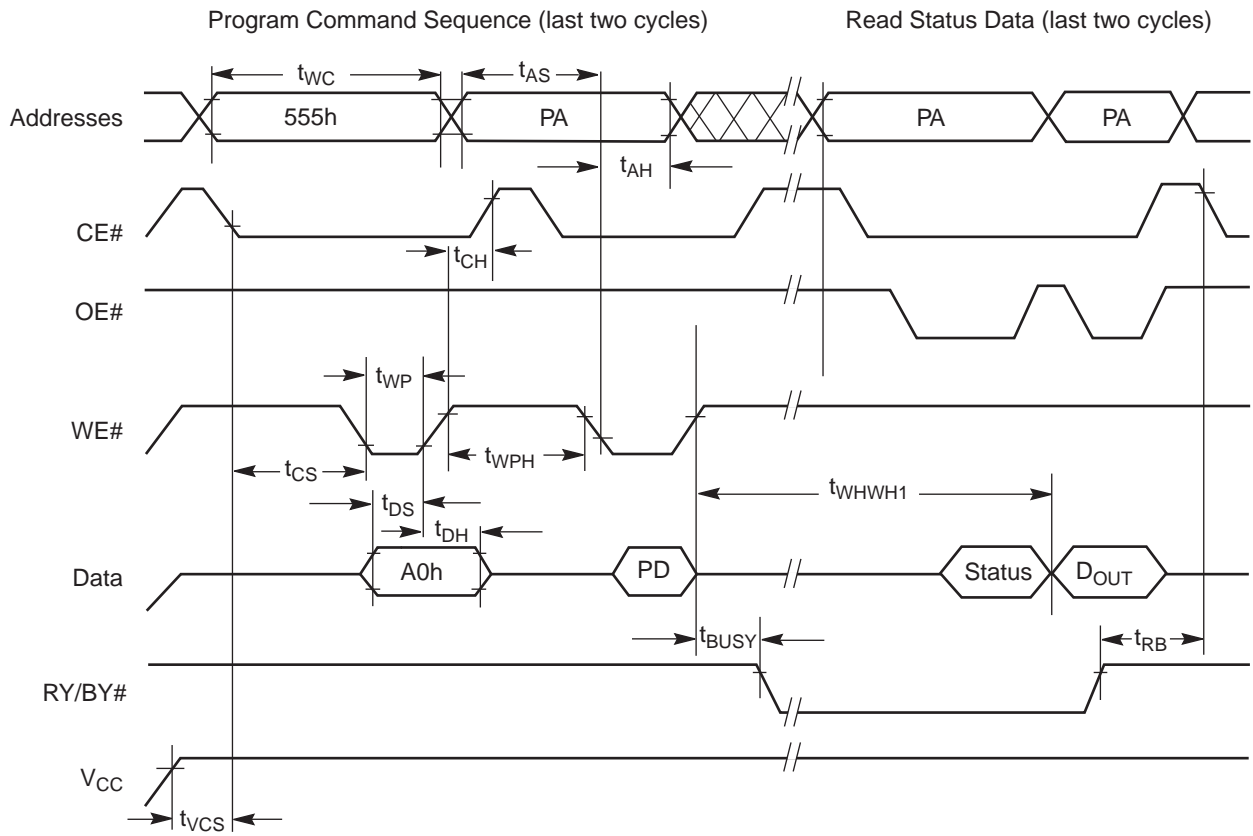 Program Command Sequence (last two cycles) Read Status Data (last two cycles)
tWC tAS
Addresses 555h PA PA PA
tAH
CE#
tCH
OE#
tWP
WE#
tWPH
tCS tWHWH1
tDS
tDH
Data A0h PD Status DOUT
tBUSY tRB
RY/BY#
VCC
tVCS